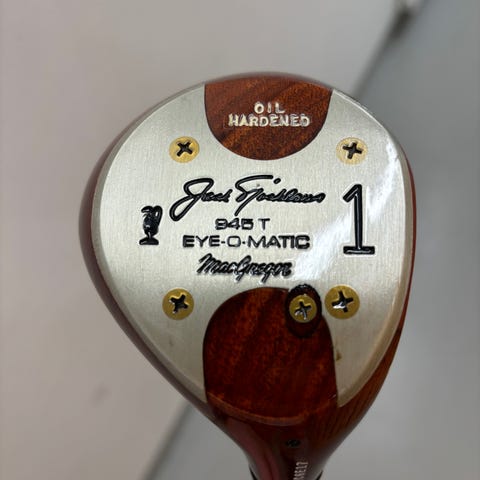 OIL
HARDENED
Jack Nicklaus
1
945 T
EYE-O-MATIC
MacGregor